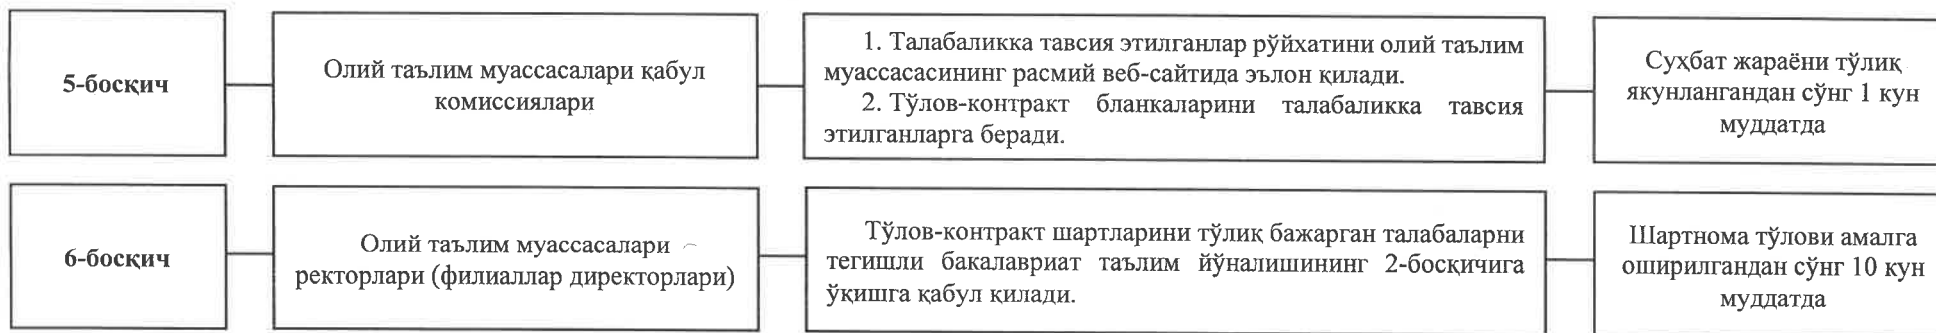 5-босқич
Олий таълим муассасалари қабул
комиссиялари
1. Талабаликка тавсия этилганлар рўйхатини олий таълим
муассасасининг расмий веб-сайтида эълон қилади.
2. Тўлов-контракт бланкаларини талабаликка тавсия
этилганларга беради.
Суҳбат жараёни тўлиқ
якунлангандан сўнг 1 кун
муддатда
6-босқич
Олий таълим муассасалари
ректорлари (филиаллар директорлари)
Тўлов-контракт шартларини тўлиқ бажарган талабаларни
тегишли бакалавриат таълим йўналишининг 2-босқичига
ўқишга қабул қилади.
Шартнома тўлови амалга
оширилгандан сўнг 10 кун
муддатда